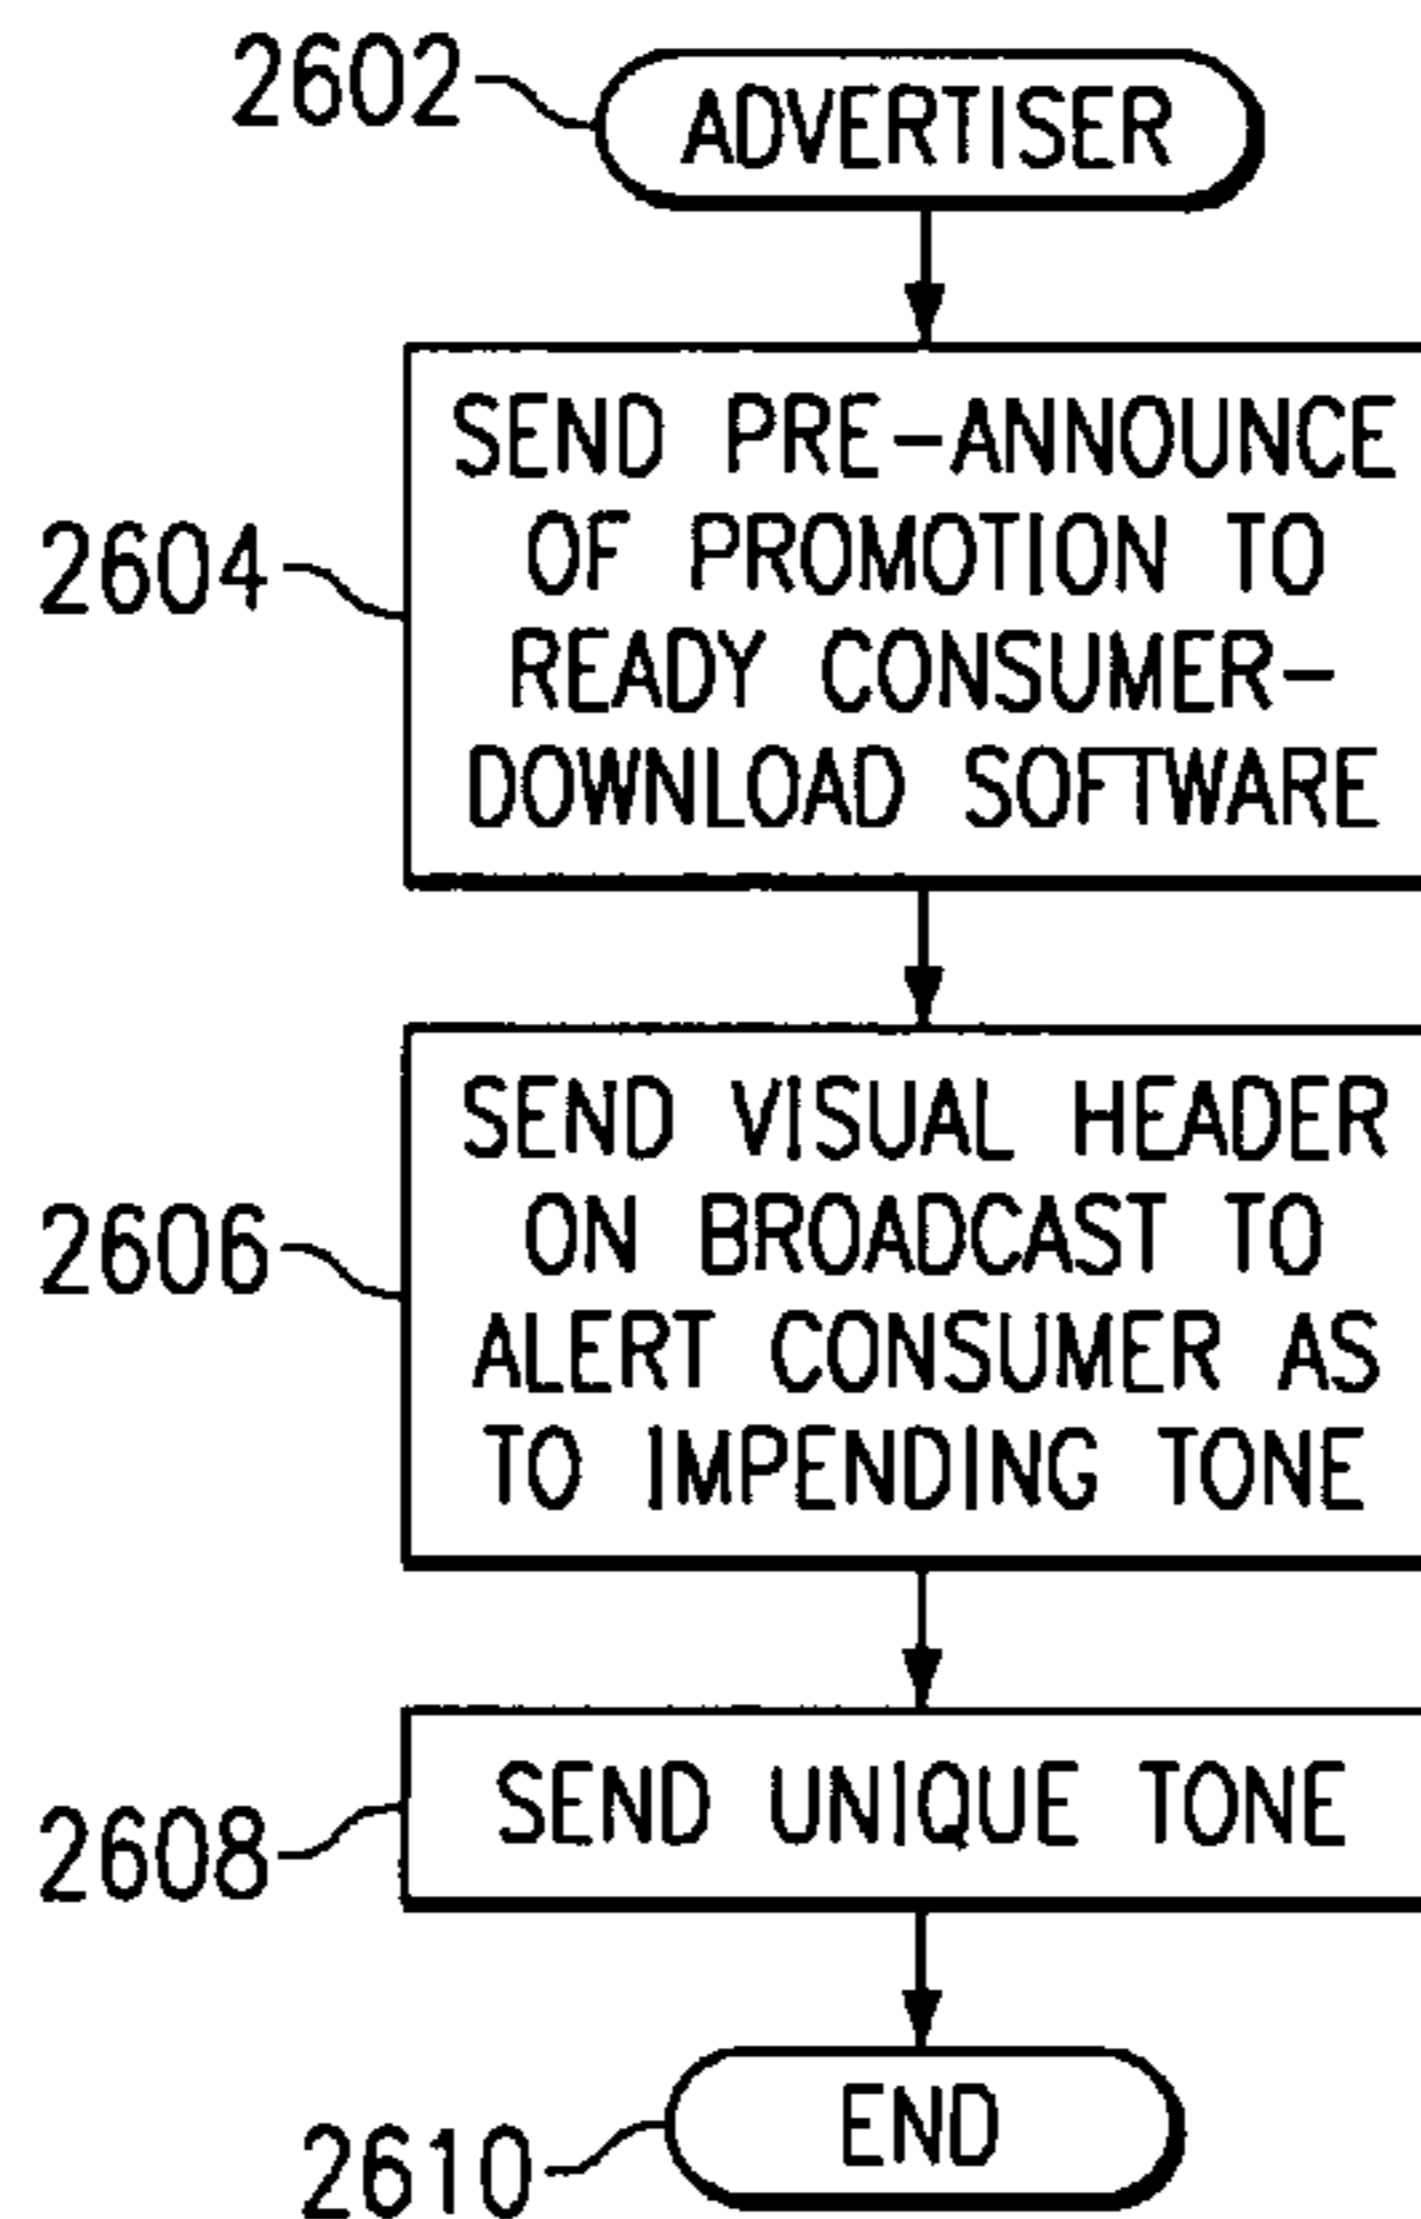 2602
ADVERTISER
SEND PRE-ANNOUNCE
OF PROMOTION TO
2604
READY CONSUMER-
DOWNLOAD SOFTWARE
SEND VISUAL HEADER
2606
ON BROADCAST TO
ALERT CONSUMER AS
TO IMPENDING TONE
SEND UNIQUE TONE
2608
END
2610